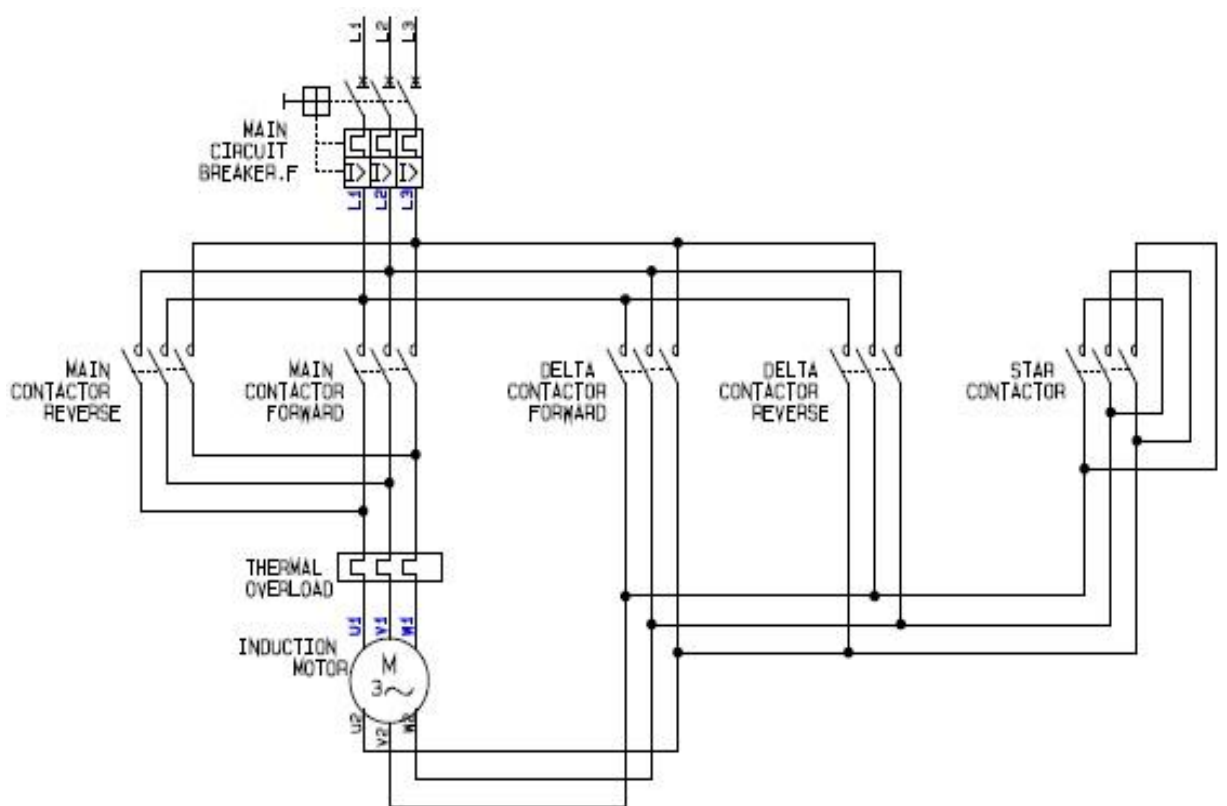 L1 L2 L3
MAIN
CIRCUIT
BREAKER.F
I> I> I>
L1 L2 L3
MAIN
CONTACTOR
REVERSE
MAIN
CONTACTOR
FORWARD
DELTA
CONTACTOR
FORWARD
DELTA
CONTACTOR
REVERSE
STAR
CONTACTOR
THERMAL
OVERLOAD
U1 V1 W1
INDUCTION
MOTOR
M
3~
U2 V2 W2